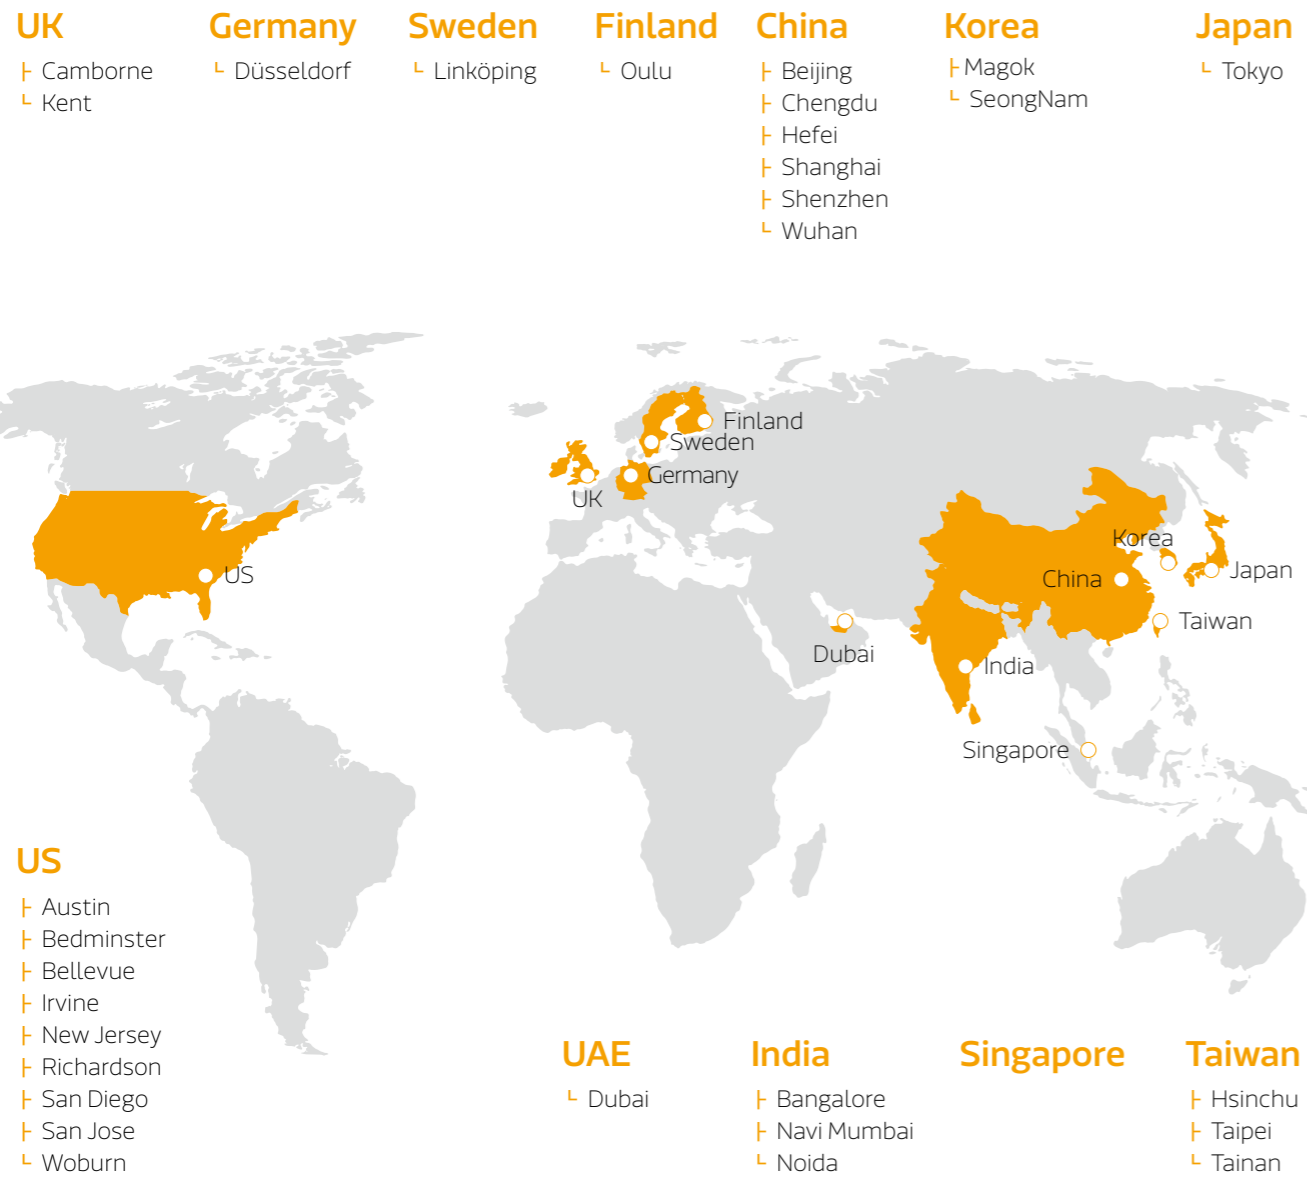 UK
Camborne
Kent
Germany
Düsseldorf
Sweden
Linköping
Finland
Oulu
China
Beijing
Chengdu
Hefei
Shanghai
Shenzhen
Wuhan
Korea
Magok
SeongNam
Japan
Tokyo
Finland
Sweden
Germany
UK
US
Korea
China
Japan
Taiwan
Dubai
India
Singapore
US
Austin
Bedminster
Bellevue
Irvine
New Jersey
Richardson
San Diego
San Jose
Woburn
UAE
Dubai
India
Bangalore
Navi Mumbai
Noida
Singapore
Taiwan
Hsinchu
Taipei
Tainan